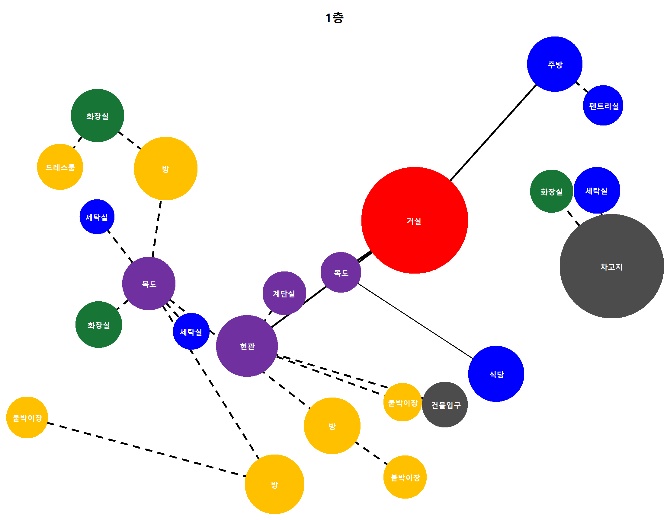 1층
주방
펜트리실
화장실
드레스룸
방
화장실
세탁실
세탁실
거실
차고지
복도
복도
계단실
화장실
세탁실
현관
식당
붙박이장
붙박이장
건물입구
방
붙박이장
방